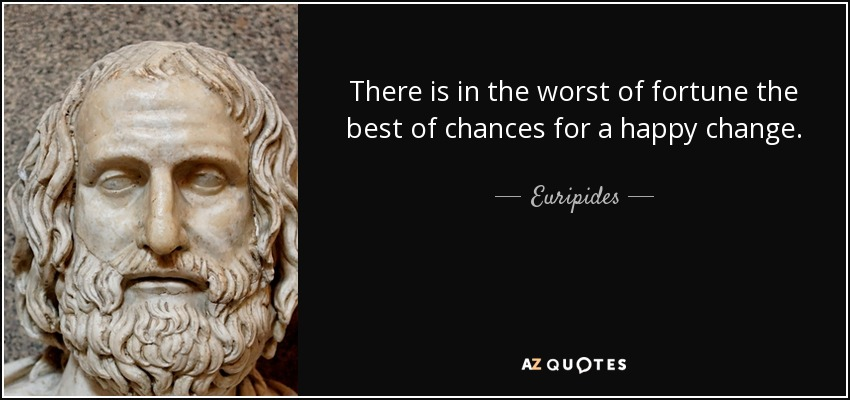 There is in the worst of fortune the
best of chances for a happy change.
Euripides
AZ QUOTES